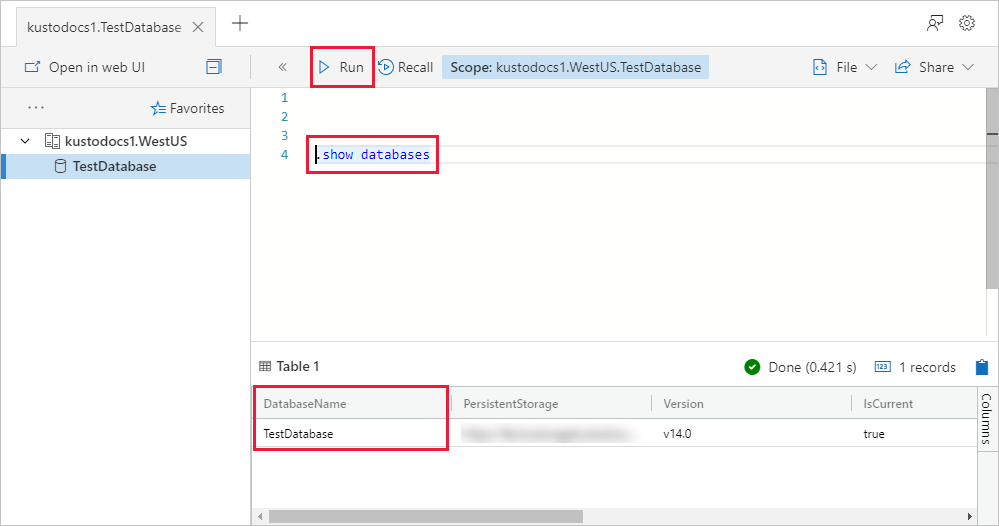 kustodocs1.TestDatabase
Open in web UI
Run Recall Scope: kustodocs1.WestUS.TestDatabase File Share
Favorites
kustodocs1.WestUS
TestDatabase
1
2
3
4 .show databases
Table 1 Done (0.421 s) 123 1 records
DatabaseName PersistentStorage Version IsCurrent
TestDatabase v14.0 true
Columns